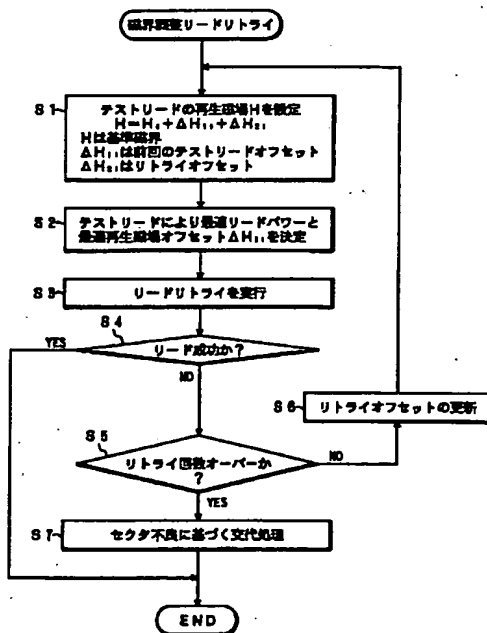 磁界調整リードリトライ
S1
テストリードの再生磁場Hを設定
H=H₀+ΔH₁₁+ΔH₂₁
Hは基準磁界
ΔH₁₁は前回のテストリードオフセット
ΔH₂₁はリトライオフセット
S2
テストリードにより最適リードパワーと
最適再生磁場オフセットΔH₁₁を決定
S3
リードリトライを実行
S4
YES
リード成功か?
NO
S6
リトライオフセットの更新
S5
リトライ回数オーバーか
?
NO
YES
S7
セクタ不良に基づく交代処理
END